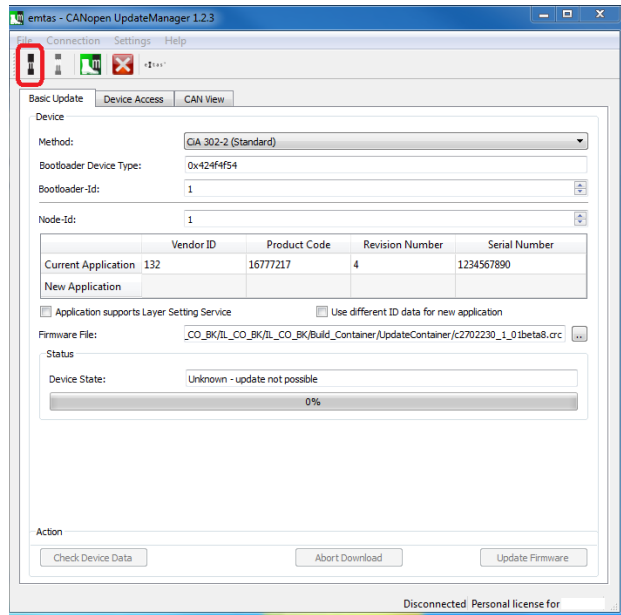 emtas - CANopen UpdateManager 1.2.3
File Connection Settings Help
Basic Update Device Access CAN View
Device
Method: CiA 302-2 (Standard)
Bootloader Device Type: 0x424f4f54
Bootloader-Id: 1
Node-Id: 1
Vendor ID Product Code Revision Number Serial Number
Current Application 132 16777217 4 1234567890
New Application
Application supports Layer Setting Service Use different ID data for new application
Firmware File: _CO_BK/IL_CO_BK/IL_CO_BK/Build_Container/UpdateContainer/c2702230_1_01beta8.crc ..
Status
Device State: Unknown - update not possible
0%
Action
Check Device Data Abort Download Update Firmware
Disconnected Personal license for